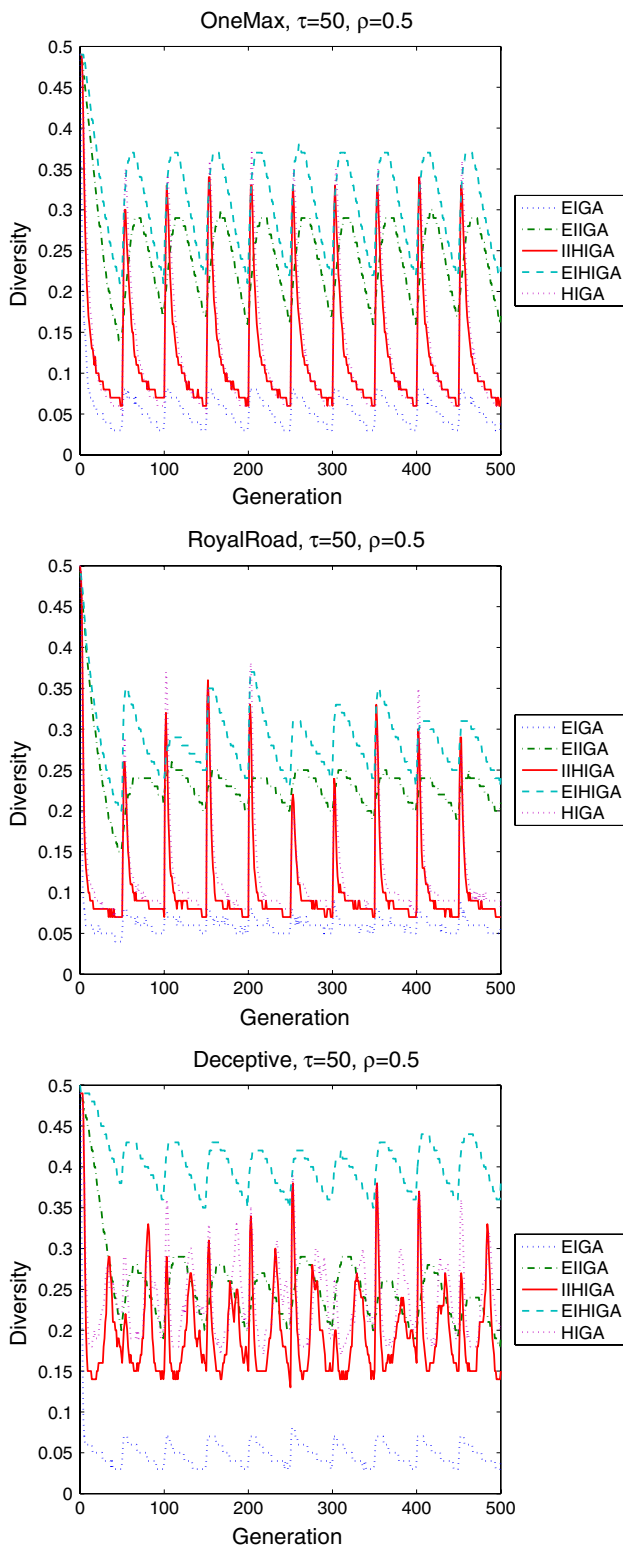 OneMax, τ=50, ρ=0.5
0.5
0.45
0.4
0.35
0.3
0.25
0.2
0.15
0.1
0.05
0
Diversity
0 100 200 300 400 500
Generation
EIGA
EIIGA
IIHIGA
EIHIGA
HIGA
RoyalRoad, τ=50, ρ=0.5
0.5
0.45
0.4
0.35
0.3
0.25
0.2
0.15
0.1
0.05
0
Diversity
0 100 200 300 400 500
Generation
EIGA
EIIGA
IIHIGA
EIHIGA
HIGA
Deceptive, τ=50, ρ=0.5
0.5
0.45
0.4
0.35
0.3
0.25
0.2
0.15
0.1
0.05
0
Diversity
0 100 200 300 400 500
Generation
EIGA
EIIGA
IIHIGA
EIHIGA
HIGA